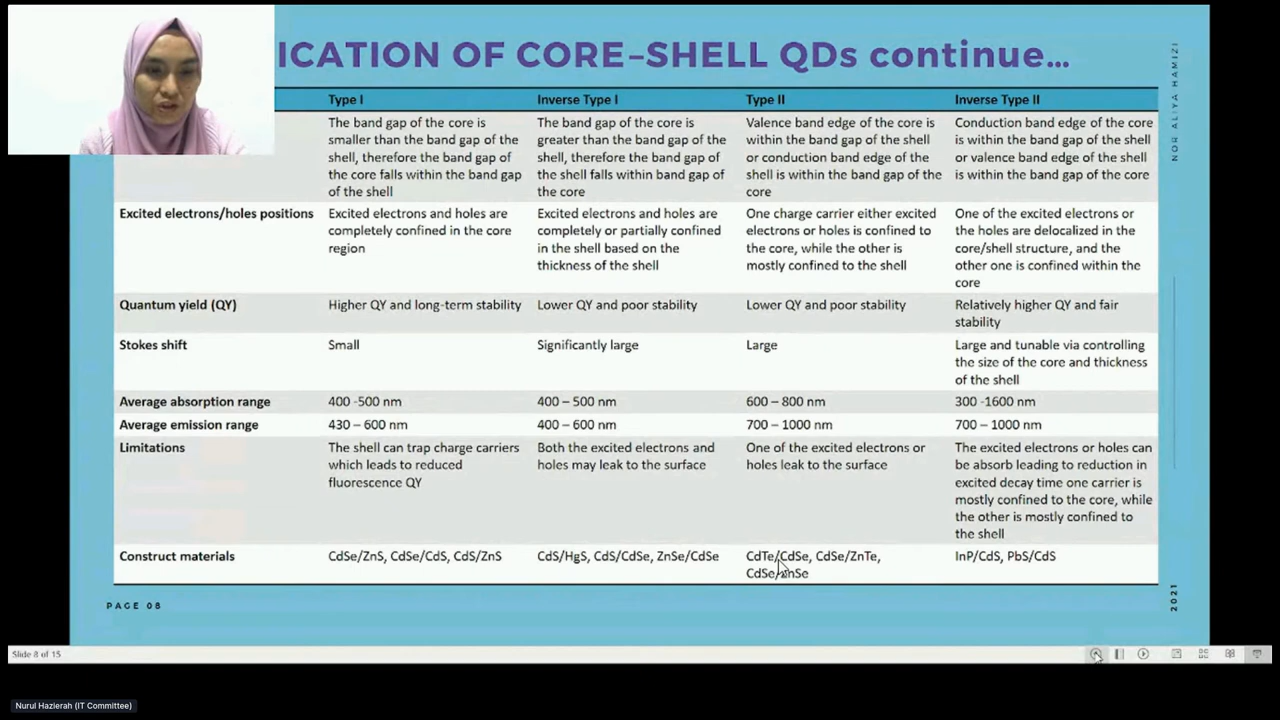 ICATION OF CORE–SHELL QDs continue...
NOR ALIYA HAMIZI
Type I
Inverse Type I
Type II
Inverse Type II
The band gap of the core is
smaller than the band gap of the
shell, therefore the band gap of
the core falls within the band gap
of the shell
The band gap of the core is
greater than the band gap of the
shell, therefore the band gap of
the shell falls within band gap of
the core
Valence band edge of the core is
within the band gap of the shell
or conduction band edge of the
shell is within the band gap of the
core
Conduction band edge of the core
is within the band gap of the shell
or valence band edge of the shell
is within the band gap of the core
Excited electrons/holes positions
Excited electrons and holes are
completely confined in the core
region
Excited electrons and holes are
completely or partially confined
in the shell based on the
thickness of the shell
One charge carrier either excited
electrons or holes is confined to
the core, while the other is
mostly confined to the shell
One of the excited electrons or
the holes are delocalized in the
core/shell structure, and the
other one is confined within the
core
Quantum yield (QY)
Higher QY and long-term stability
Lower QY and poor stability
Lower QY and poor stability
Relatively higher QY and fair
stability
Stokes shift
Small
Significantly large
Large
Large and tunable via controlling
the size of the core and thickness
of the shell
Average absorption range
400 -500 nm
400 – 500 nm
600 – 800 nm
300 -1600 nm
Average emission range
430 – 600 nm
400 – 600 nm
700 – 1000 nm
700 – 1000 nm
Limitations
The shell can trap charge carriers
which leads to reduced
fluorescence QY
Both the excited electrons and
holes may leak to the surface
One of the excited electrons or
holes leak to the surface
The excited electrons or holes can
be absorb leading to reduction in
excited decay time one carrier is
mostly confined to the core, while
the other is mostly confined to
the shell
Construct materials
CdSe/ZnS, CdSe/CdS, CdS/ZnS
CdS/HgS, CdS/CdSe, ZnSe/CdSe
CdTe/CdSe, CdSe/ZnTe,
CdSe/ZnSe
InP/CdS, PbS/CdS
PAGE 08
2021
Slide 8 of 15
Nurul Hazierah (IT Committee)